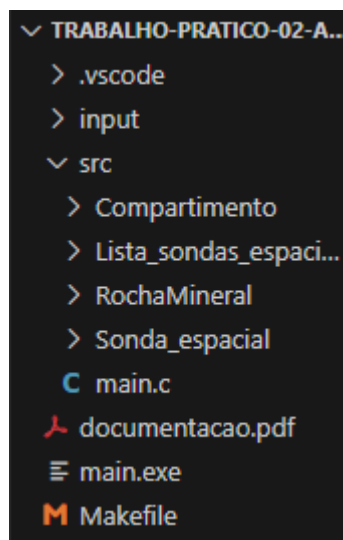 TRABALHO-PRATICO-02-A...
.vscode
input
src
Compartimento
Lista_sondas_espaci...
RochaMineral
Sonda_espacial
C main.c
documentacao.pdf
main.exe
M Makefile